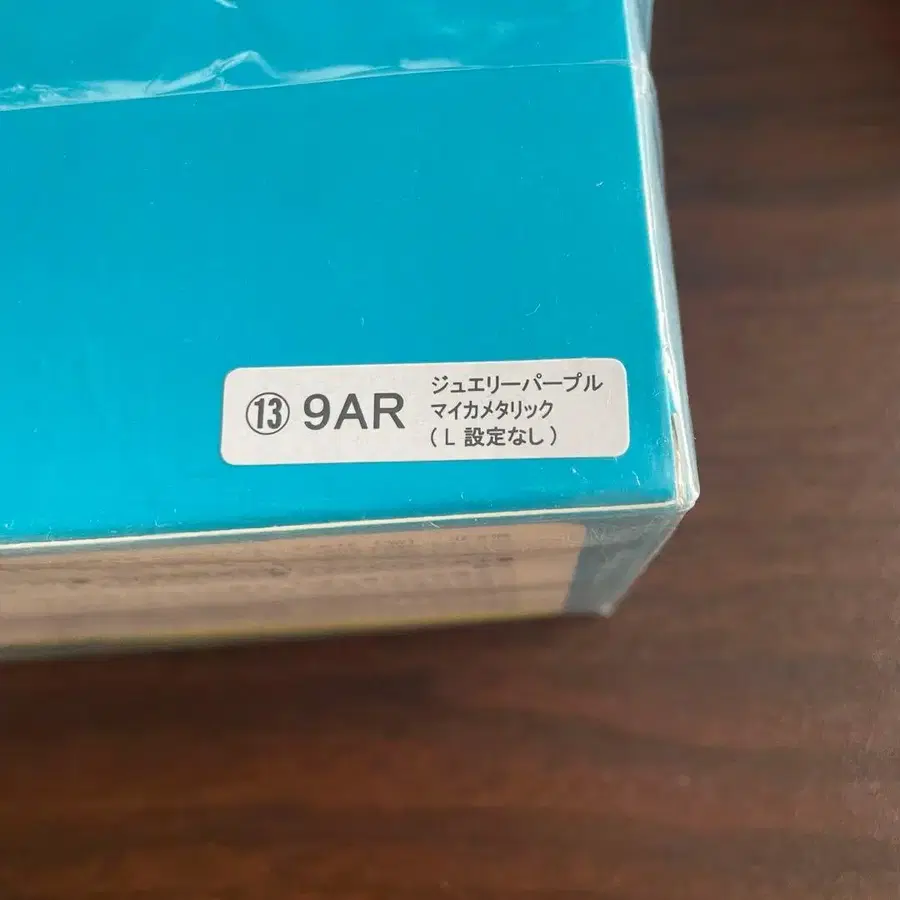 ⑬ 9AR
ジュエリーパープル
マイカメタリック
(L 設定なし)